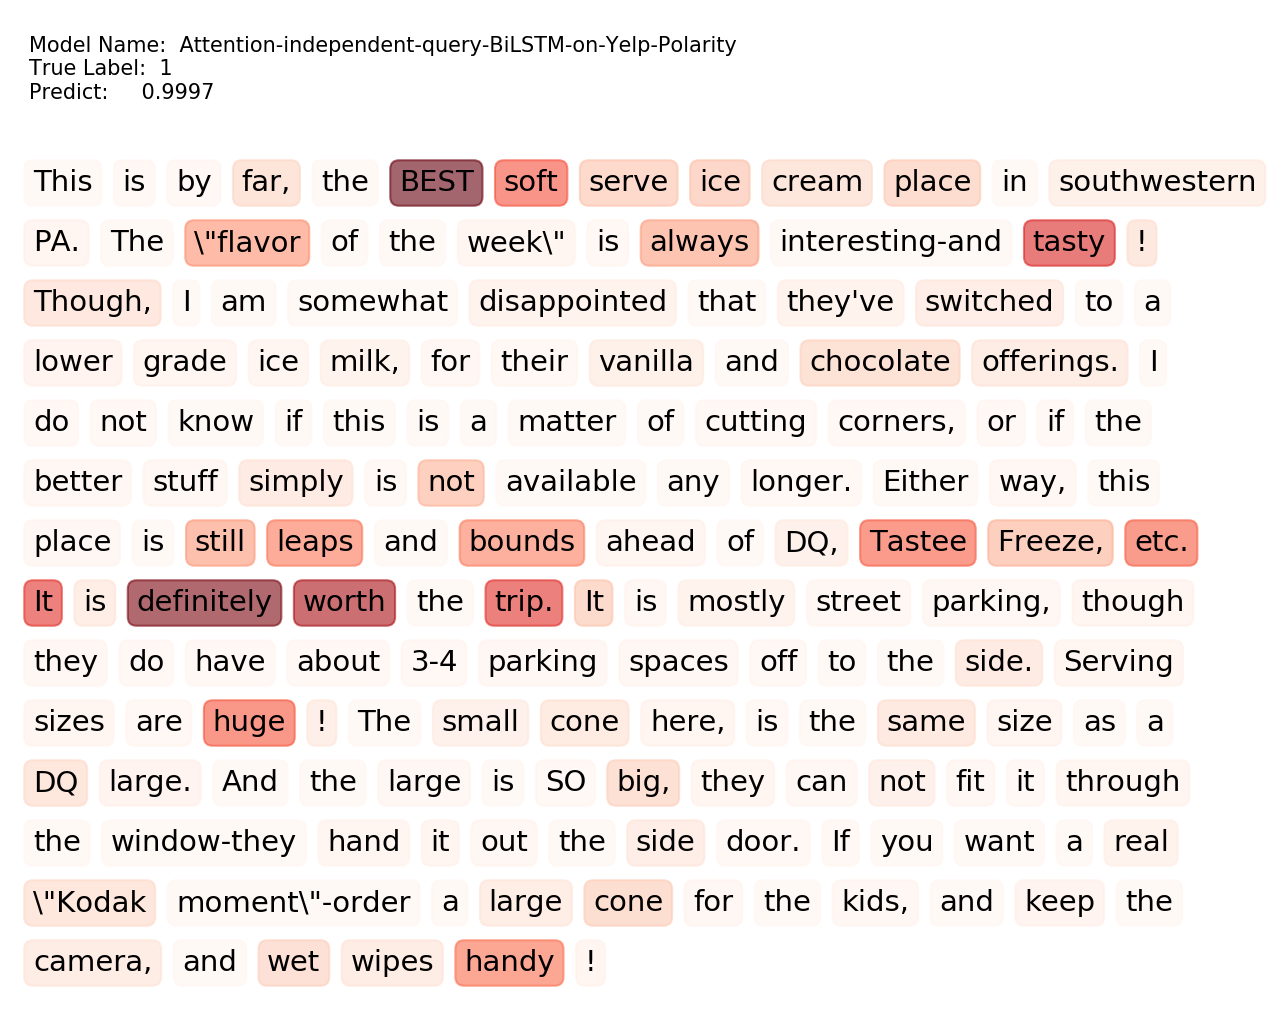 Model Name: Attention-independent-query-BiLSTM-on-Yelp-Polarity
True Label: 1
Predict: 0.9997
This is by far, the BEST soft serve ice cream place in southwestern
PA. The \"flavor of the week\" is always interesting-and tasty !
Though, I am somewhat disappointed that they've switched to a
lower grade ice milk, for their vanilla and chocolate offerings. I
do not know if this is a matter of cutting corners, or if the
better stuff simply is not available any longer. Either way, this
place is still leaps and bounds ahead of DQ, Tastee Freeze, etc.
It is definitely worth the trip. It is mostly street parking, though
they do have about 3-4 parking spaces off to the side. Serving
sizes are huge ! The small cone here, is the same size as a
DQ large. And the large is SO big, they can not fit it through
the window-they hand it out the side door. If you want a real
\"Kodak moment\"-order a large cone for the kids, and keep the
camera, and wet wipes handy !